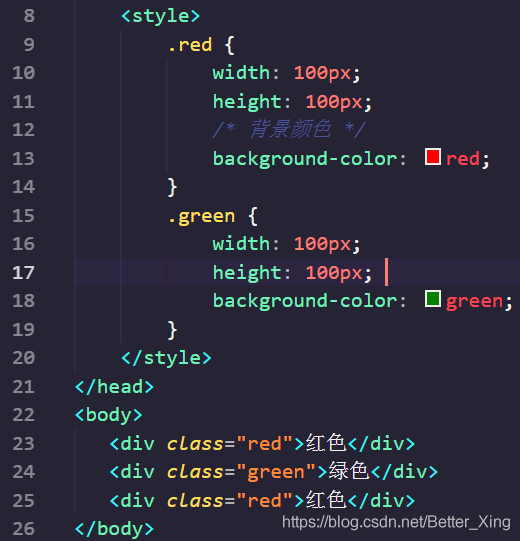 8 <style>
9 .red {
10 width: 100px;
11 height: 100px;
12 /* 背景颜色 */
13 background-color: red;
14 }
15 .green {
16 width: 100px;
17 height: 100px;
18 background-color: green;
19 }
20 </style>
21 </head>
22 <body>
23 <div class="red">红色</div>
24 <div class="green">绿色</div>
25 <div class="red">红色</div>
26 </body>
https://blog.csdn.net/Better_Xing